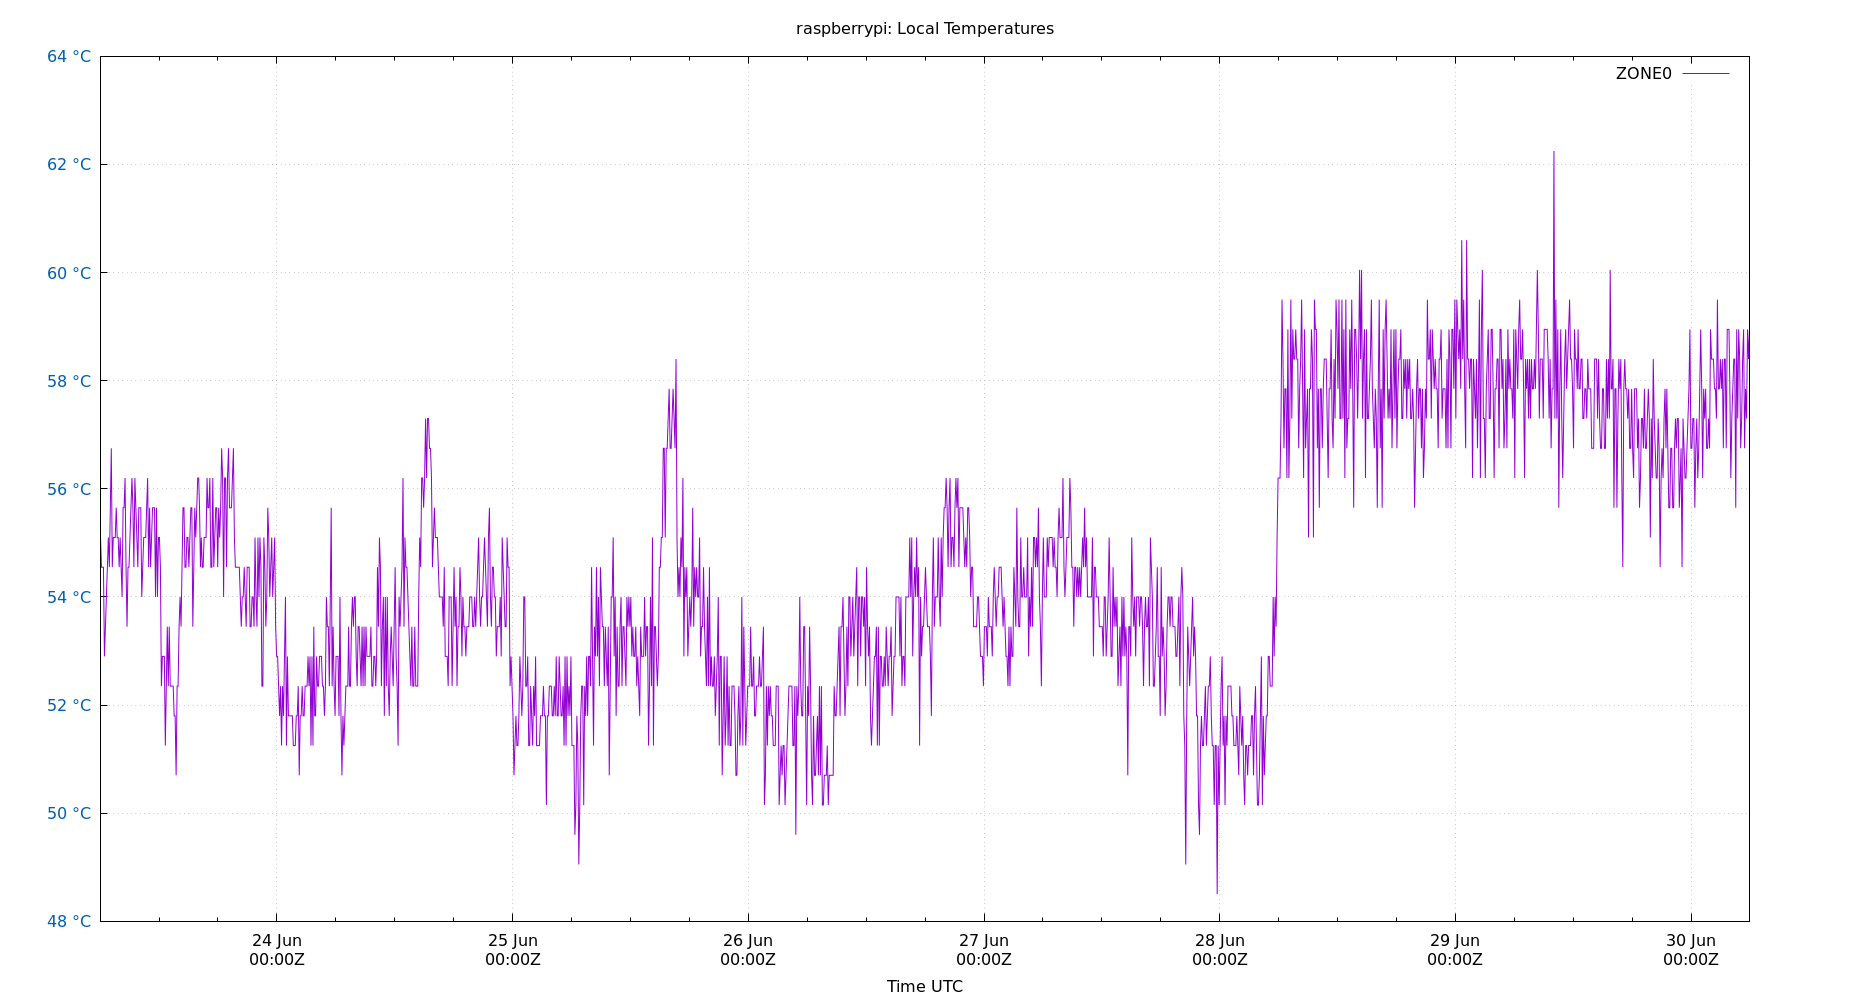 raspberrypi: Local Temperatures
64 °C
ZONE0
62 °C
60 °C
58 °C
56 °C
54 °C
52 °C
50 °C
48 °C
24 Jun 25 Jun 26 Jun 27 Jun 28 Jun 29 Jun 30 Jun
00:00Z 00:00Z 00:00Z 00:00Z 00:00Z 00:00Z 00:00Z
Time UTC